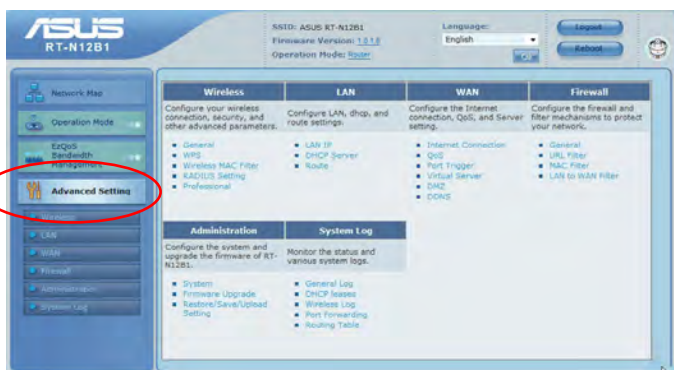 ASUS
RT-N12B1
SSID: ASUS RT-N12B1
Firmware Version: 1.0.1.8
Operation Mode: Router
Language:
English
Logout
Reboot
Network Map
Operation Mode
EzQoS
Bandwidth
Management
Advanced Setting
Wireless
LAN
WAN
Firewall
Administration
System Log
Wireless
Configure your wireless
connection, security, and
other advanced parameters.
General
WPS
Wireless MAC Filter
RADIUS Setting
Professional
LAN
Configure LAN, dhcp, and
route settings.
LAN IP
DHCP Server
Route
WAN
Configure the Internet
connection, QoS, and Server
setting.
Internet Connection
QoS
Port Trigger
Virtual Server
DMZ
DDNS
Firewall
Configure the firewall and
filter mechanisms to protect
your network.
General
URL Filter
MAC Filter
LAN to WAN Filter
Administration
Configure the system and
upgrade the firmware of RT-
N12B1.
System
Firmware Upgrade
Restore/Save/Upload
Setting
System Log
Monitor the status and
various system logs.
General Log
DHCP leases
Wireless Log
Port Forwarding
Routing Table